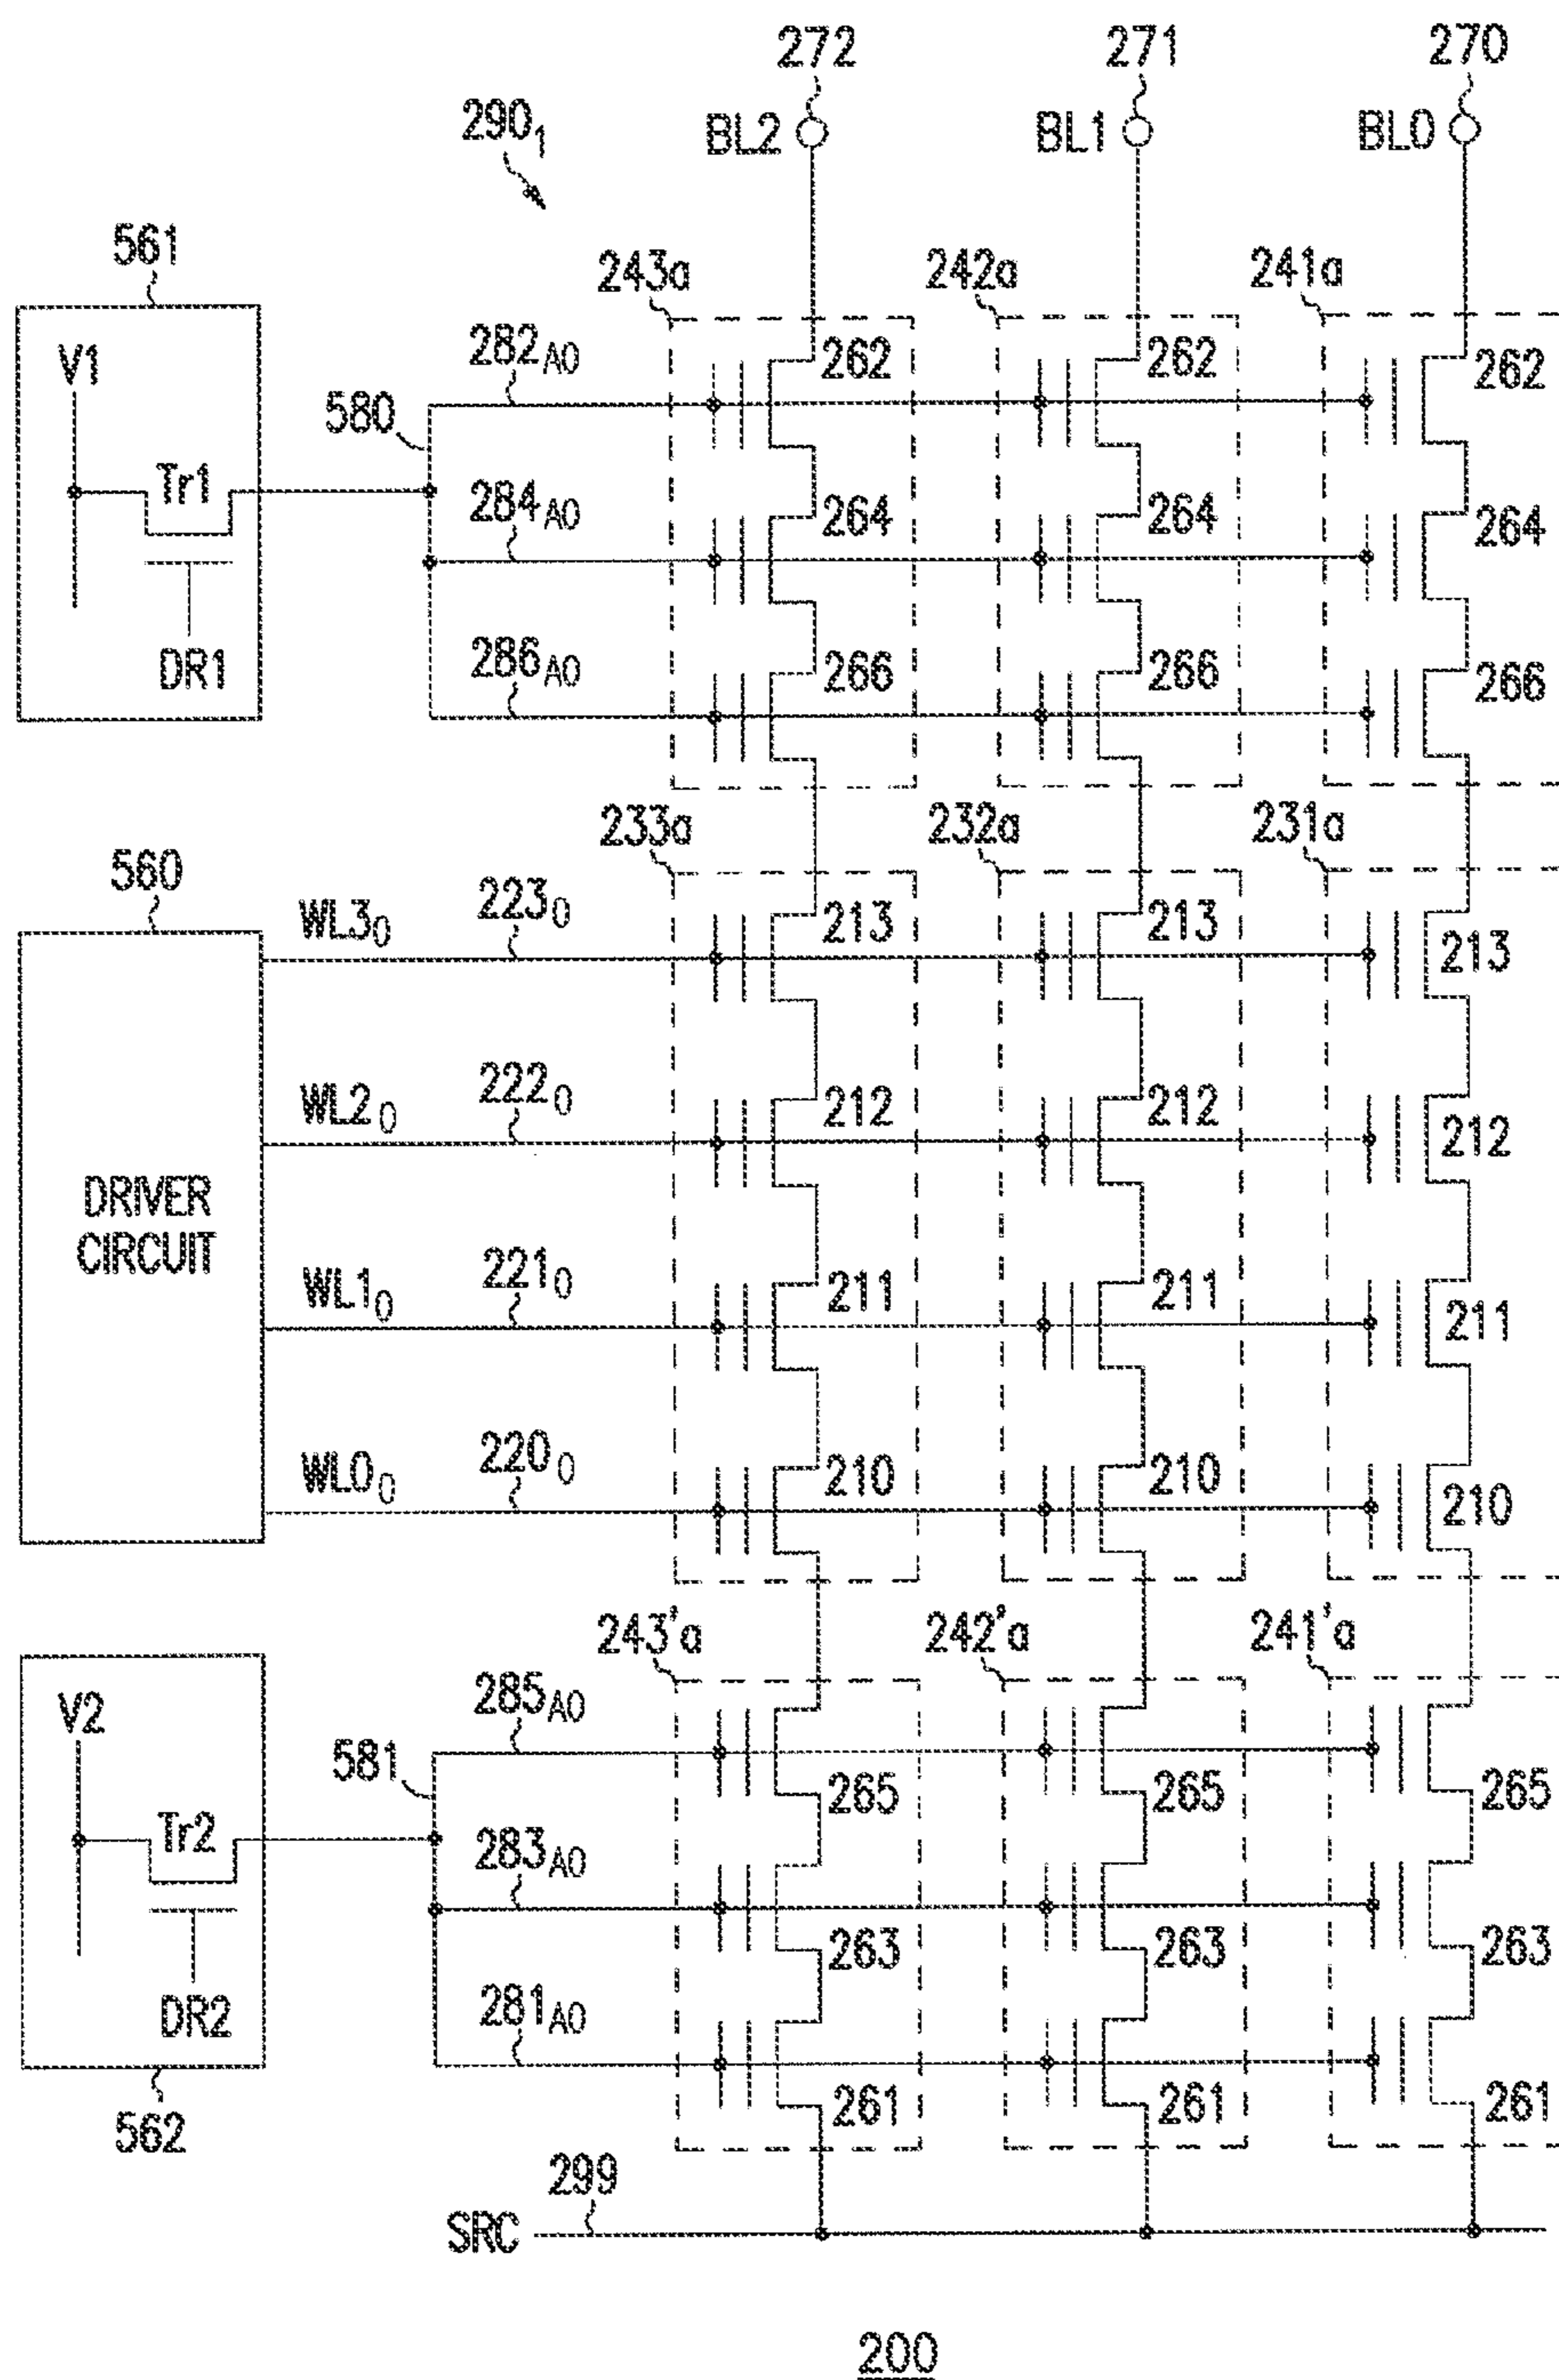 272 271 270
290₁ BL2 BL1 BL0
561 243a 242a 241a
V1 282A0 262 262 262
580
Tr1 284A0 264 264 264
DR1 286A0 266 266 266
233a 232a 231a
560
WL3₀ 223₀ 213 213 213
WL2₀ 222₀ 212 212 212
DRIVER
CIRCUIT
WL1₀ 221₀ 211 211 211
WL0₀ 220₀ 210 210 210
243'a 242'a 241'a
V2 285A0
581 265 265 265
Tr2 283A0
263 263 263
DR2 281A0
562 261 261 261
299
SRC
200